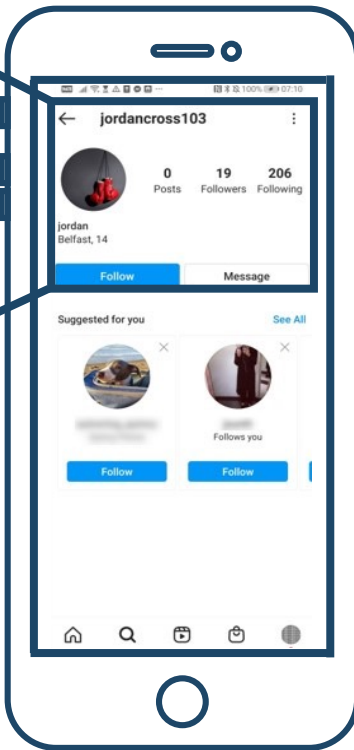 100% 07:10
jordancross103
0 19 206
Posts Followers Following
jordan
Belfast, 14
Follow Message
Suggested for you See All
Follows you
Follow Follow